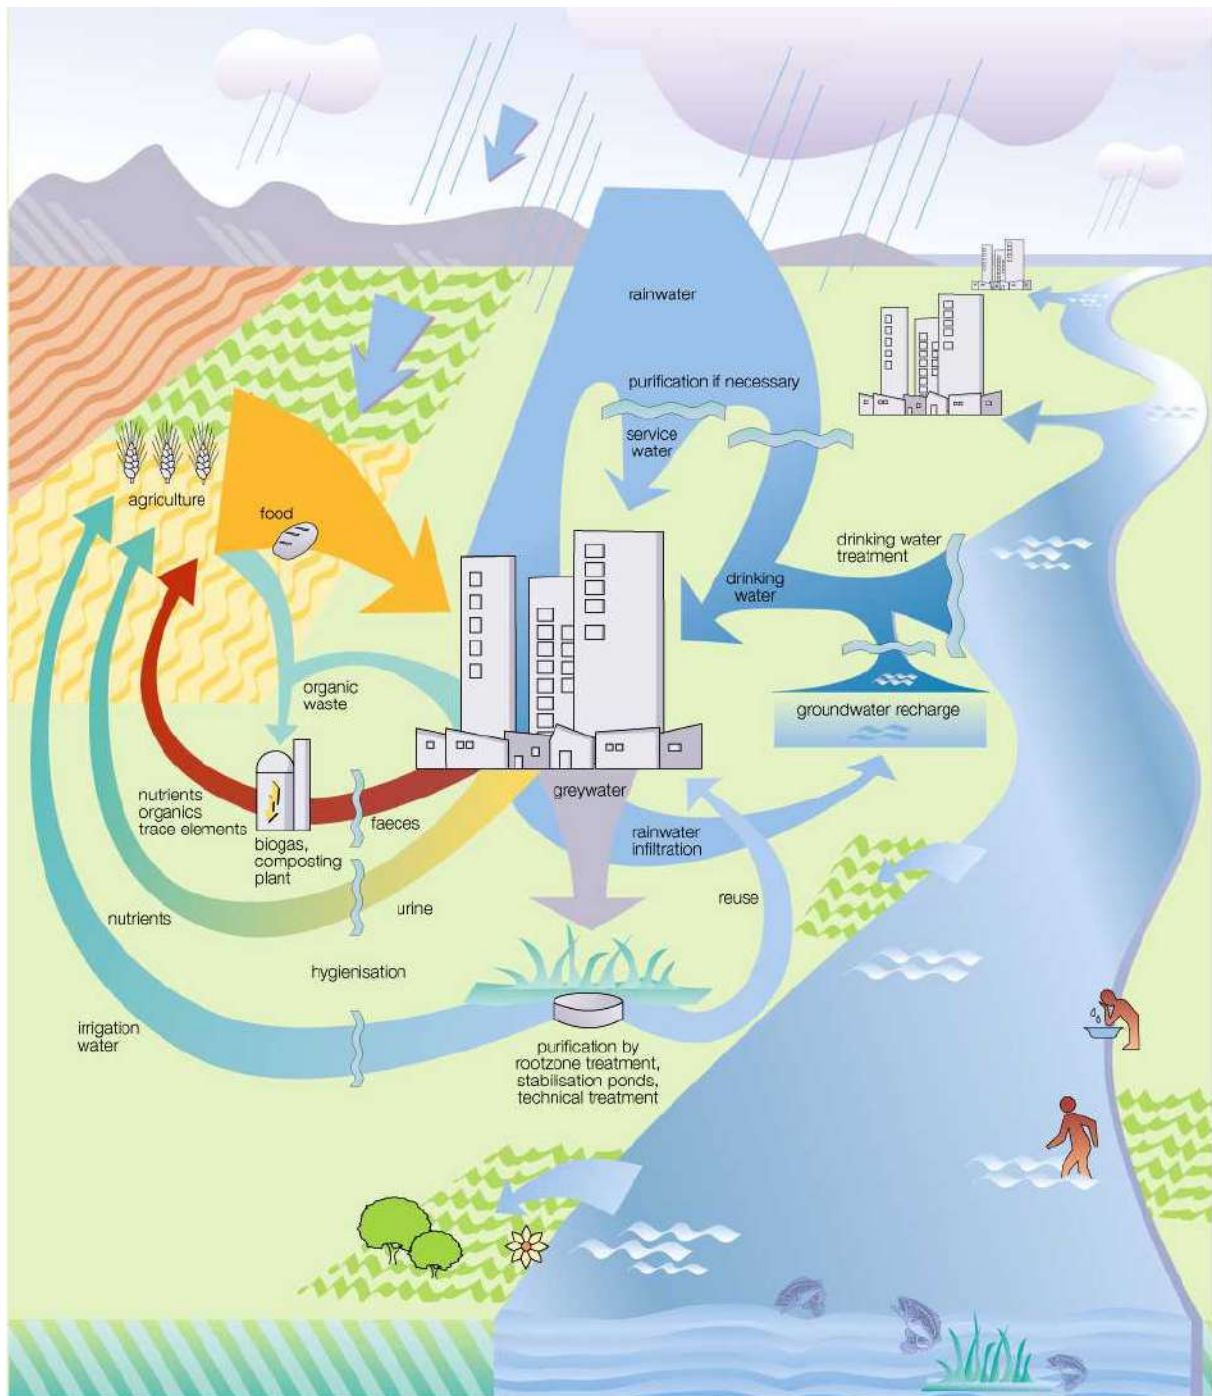 rainwater
purification if necessary
service
water
agriculture
food
drinking water
treatment
drinking
water
organic
waste
groundwater recharge
nutrients
organics
trace elements
faeces
biogas,
composting
plant
greywater
rainwater
infiltration
reuse
nutrients
urine
hygienisation
irrigation
water
purification by
rootzone treatment,
stabilisation ponds,
technical treatment